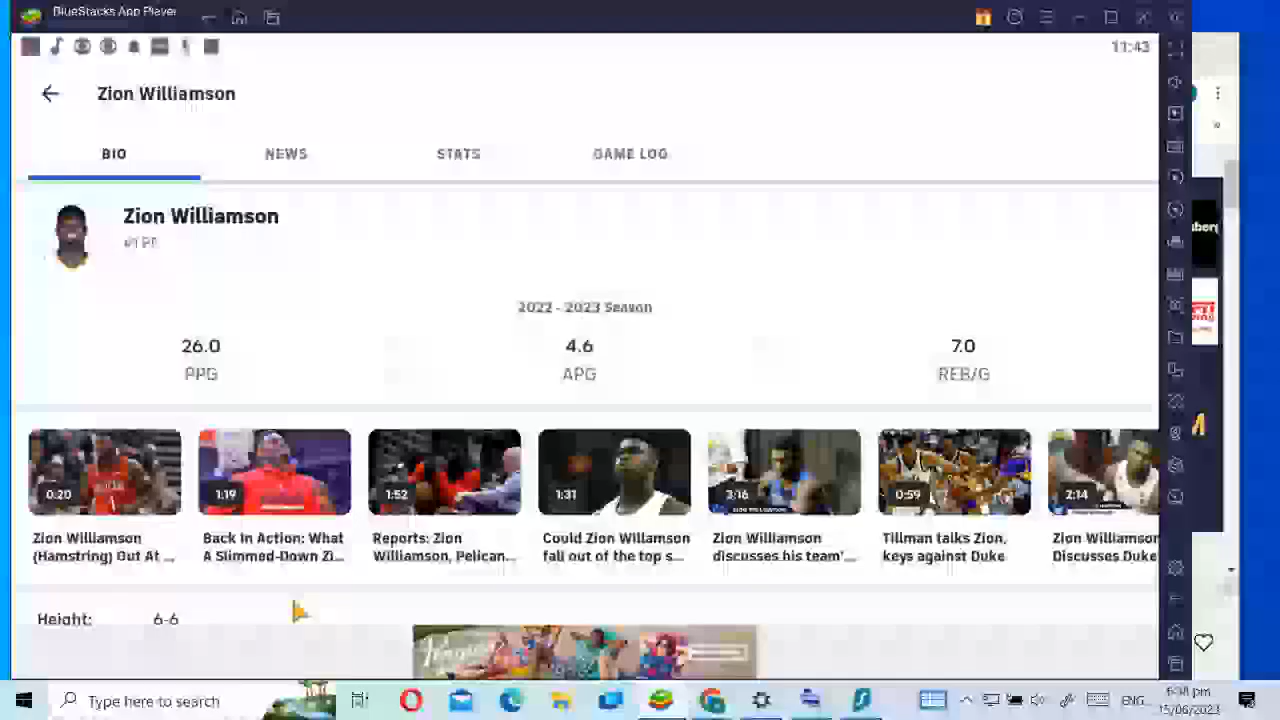 BlueStacks App Player
11:43
Zion Williamson
BIO NEWS STATS GAME LOG
Zion Williamson
2022 - 2023 Season
26.0 4.6 7.0
PPG APG REB/G
0:20 1:19 1:52 1:31 3:16 0:59 2:14
Zion Williamson
(Hamstring) Out At ...
Back In Action: What
A Slimmed-Down Zi...
Reports: Zion
Williamson, Pelican...
Could Zion Willamson
fall out of the top s...
Zion Williamson
discusses his team'...
Tillman talks Zion,
keys against Duke
Zion Williamson
Discusses Duke
Height: 6-6
Type here to search
ENG
15/06/2023